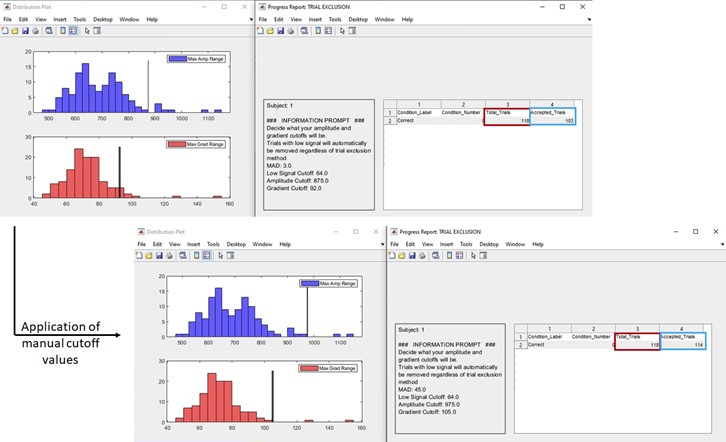 Distribution Plot
File Edit View Insert Tools Desktop Window Help
20
15
10
5
0
Max Amp Range
500 600 700 800 900 1000 1100
30
20
10
0
Max Grad Range
40 60 80 100 120 140 160
Progress Report: TRIAL EXCLUSION
File Edit View Insert Tools Desktop Window Help
Subject: 1
### INFORMATION PROMPT ###
Decide what your amplitude and
gradient cutoffs will be.
Trials with low signal will automatically
be removed regardless of trial exclusion
method
MAD: 3.0
Low Signal Cutoff: 64.0
Amplitude Cutoff: 875.0
Gradient Cutoff: 92.0
1 2 3 4
1 Condition_Label Condition_Number Total_Trials Accepted_Trials
2 Correct 118 103
Application of
manual cutoff
values
Distribution Plot
File Edit View Insert Tools Desktop Window Help
20
15
10
5
0
Max Amp Range
500 600 700 800 900 1000 1100
30
20
10
0
Max Grad Range
40 60 80 100 120 140 160
Progress Report: TRIAL EXCLUSION
File Edit View Insert Tools Desktop Window Help
Subject: 1
### INFORMATION PROMPT ###
Decide what your amplitude and
gradient cutoffs will be.
Trials with low signal will automatically
be removed regardless of trial exclusion
method
MAD: 45.0
Low Signal Cutoff: 64.0
Amplitude Cutoff: 975.0
Gradient Cutoff: 105.0
1 2 3 4
1 Condition_Label Condition_Number Total_Trials Accepted_Trials
2 Correct 118 114